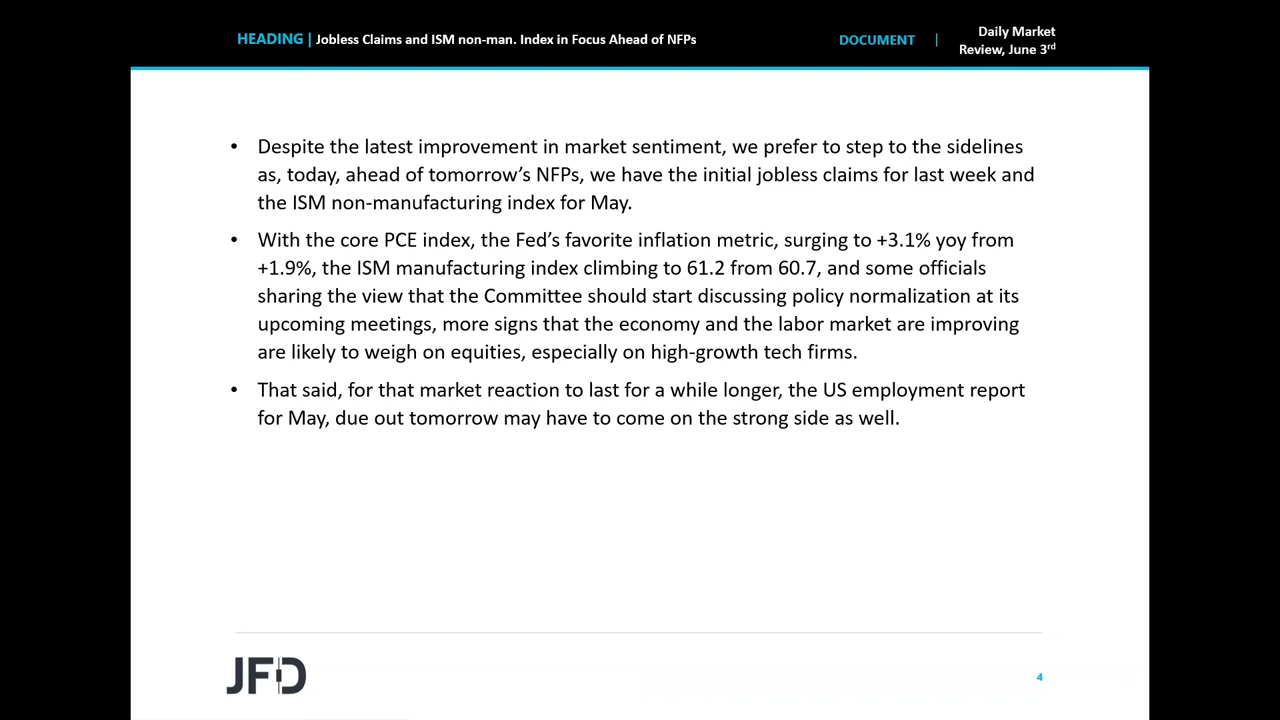 HEADING | Jobless Claims and ISM non-man. Index in Focus Ahead of NFPs
DOCUMENT |
Daily Market
Review, June 3rd
• Despite the latest improvement in market sentiment, we prefer to step to the sidelines
as, today, ahead of tomorrow’s NFPs, we have the initial jobless claims for last week and
the ISM non-manufacturing index for May.
• With the core PCE index, the Fed’s favorite inflation metric, surging to +3.1% yoy from
+1.9%, the ISM manufacturing index climbing to 61.2 from 60.7, and some officials
sharing the view that the Committee should start discussing policy normalization at its
upcoming meetings, more signs that the economy and the labor market are improving
are likely to weigh on equities, especially on high-growth tech firms.
• That said, for that market reaction to last for a while longer, the US employment report
for May, due out tomorrow may have to come on the strong side as well.
JFD
4